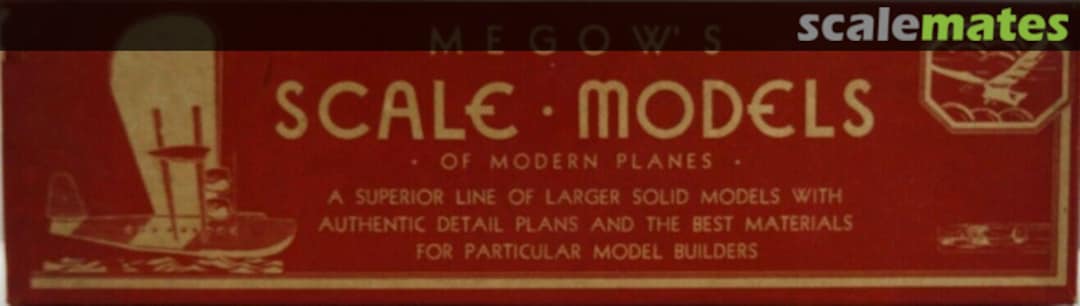 scalemates
MEGOW'S
SCALE · MODELS
· OF MODERN PLANES ·
A SUPERIOR LINE OF LARGER SOLID MODELS WITH
AUTHENTIC DETAIL PLANS AND THE BEST MATERIALS
FOR PARTICULAR MODEL BUILDERS